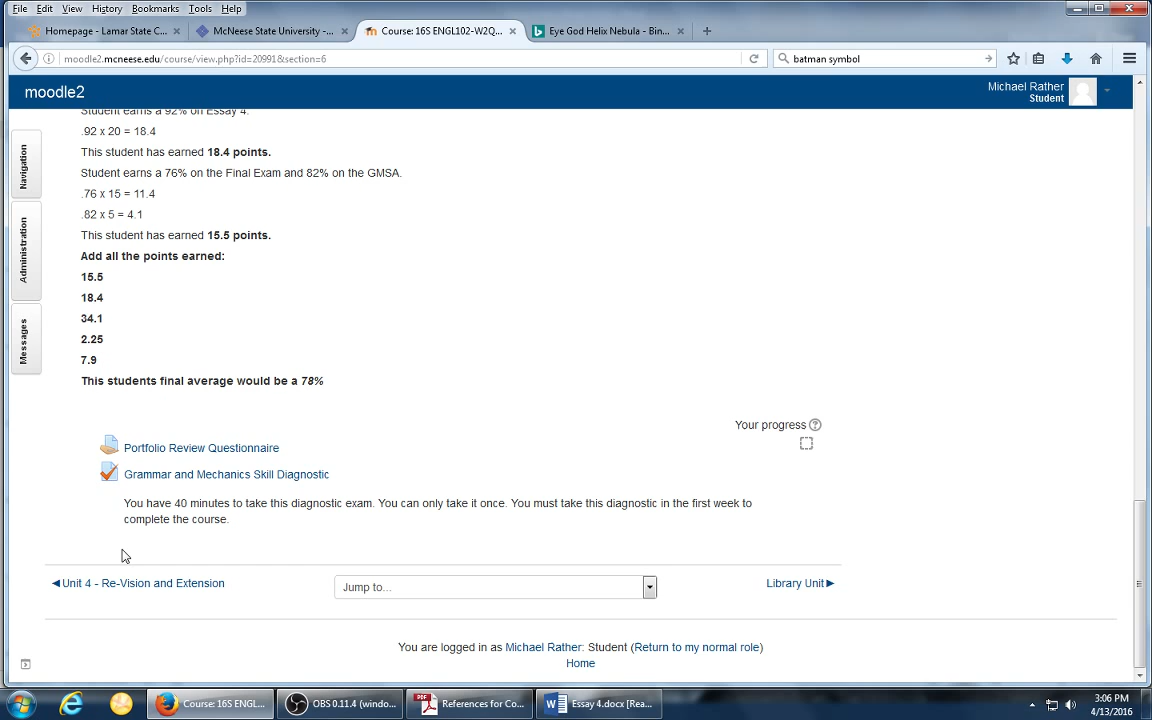 File Edit View History Bookmarks Tools Help
Homepage - Lamar State C... × McNeese State University -... × Course: 16S ENGL102-W2Q... × Eye God Helix Nebula - Bin... × +
moodle2.mcneese.edu/course/view.php?id=20991&section=6 batman symbol
moodle2 Michael Rather
Student
Student earns a 92% on Essay 4.
.92 x 20 = 18.4
This student has earned 18.4 points.
Student earns a 76% on the Final Exam and 82% on the GMSA.
.76 x 15 = 11.4
.82 x 5 = 4.1
This student has earned 15.5 points.
Add all the points earned:
15.5
18.4
34.1
2.25
7.9
This students final average would be a 78%
Navigation
Administration
Messages
Your progress
Portfolio Review Questionnaire
Grammar and Mechanics Skill Diagnostic
You have 40 minutes to take this diagnostic exam. You can only take it once. You must take this diagnostic in the first week to
complete the course.
◄Unit 4 - Re-Vision and Extension Jump to... Library Unit►
You are logged in as Michael Rather: Student (Return to my normal role)
Home
Course: 16S ENGL... OBS 0.11.4 (windo... References for Co... Essay 4.docx [Rea...
3:06 PM
4/13/2016